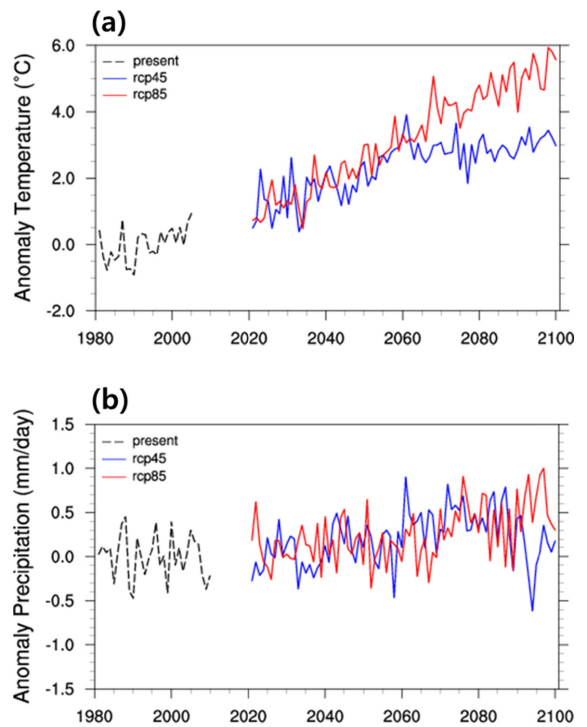 (a)
Anomaly Temperature (°C)
6.0
4.0
2.0
0.0
-2.0
present
rcp45
rcp85
1980 2000 2020 2040 2060 2080 2100
(b)
Anomaly Precipitation (mm/day)
1.5
1.0
0.5
0.0
-0.5
-1.0
-1.5
present
rcp45
rcp85
1980 2000 2020 2040 2060 2080 2100